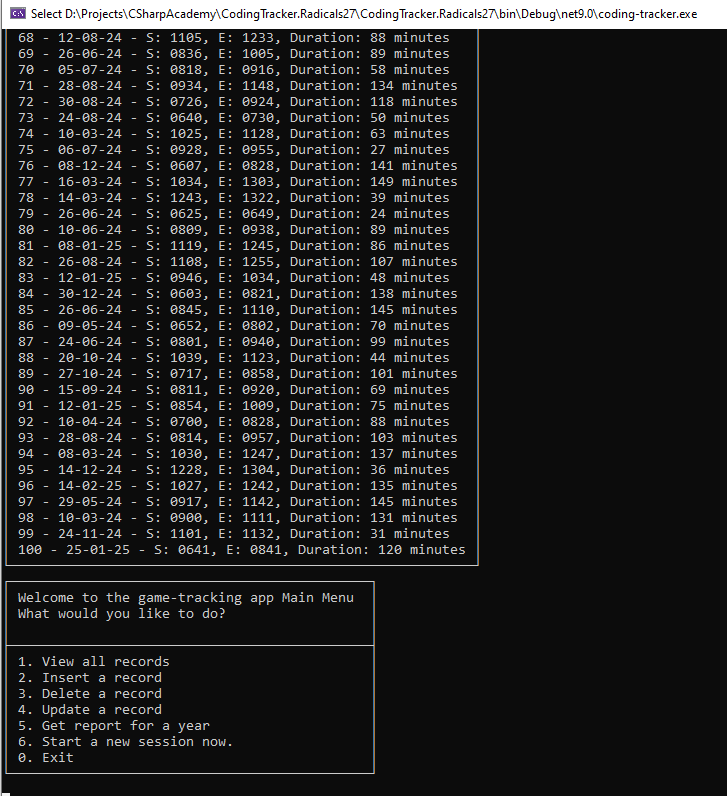 Select D:\Projects\CSharpAcademy\CodingTracker.Radicals27\CodingTracker.Radicals27\bin\Debug\net9.0\coding-tracker.exe
68 - 12-08-24 - S: 1105, E: 1233, Duration: 88 minutes
69 - 26-06-24 - S: 0836, E: 1005, Duration: 89 minutes
70 - 05-07-24 - S: 0818, E: 0916, Duration: 58 minutes
71 - 28-08-24 - S: 0934, E: 1148, Duration: 134 minutes
72 - 30-08-24 - S: 0726, E: 0924, Duration: 118 minutes
73 - 24-08-24 - S: 0640, E: 0730, Duration: 50 minutes
74 - 10-03-24 - S: 1025, E: 1128, Duration: 63 minutes
75 - 06-07-24 - S: 0928, E: 0955, Duration: 27 minutes
76 - 08-12-24 - S: 0607, E: 0828, Duration: 141 minutes
77 - 16-03-24 - S: 1034, E: 1303, Duration: 149 minutes
78 - 14-03-24 - S: 1243, E: 1322, Duration: 39 minutes
79 - 26-06-24 - S: 0625, E: 0649, Duration: 24 minutes
80 - 10-06-24 - S: 0809, E: 0938, Duration: 89 minutes
81 - 08-01-25 - S: 1119, E: 1245, Duration: 86 minutes
82 - 26-08-24 - S: 1108, E: 1255, Duration: 107 minutes
83 - 12-01-25 - S: 0946, E: 1034, Duration: 48 minutes
84 - 30-12-24 - S: 0603, E: 0821, Duration: 138 minutes
85 - 26-06-24 - S: 0845, E: 1110, Duration: 145 minutes
86 - 09-05-24 - S: 0652, E: 0802, Duration: 70 minutes
87 - 24-06-24 - S: 0801, E: 0940, Duration: 99 minutes
88 - 20-10-24 - S: 1039, E: 1123, Duration: 44 minutes
89 - 27-10-24 - S: 0717, E: 0858, Duration: 101 minutes
90 - 15-09-24 - S: 0811, E: 0920, Duration: 69 minutes
91 - 12-01-25 - S: 0854, E: 1009, Duration: 75 minutes
92 - 10-04-24 - S: 0700, E: 0828, Duration: 88 minutes
93 - 28-08-24 - S: 0814, E: 0957, Duration: 103 minutes
94 - 08-03-24 - S: 1030, E: 1247, Duration: 137 minutes
95 - 14-12-24 - S: 1228, E: 1304, Duration: 36 minutes
96 - 14-02-25 - S: 1027, E: 1242, Duration: 135 minutes
97 - 29-05-24 - S: 0917, E: 1142, Duration: 145 minutes
98 - 10-03-24 - S: 0900, E: 1111, Duration: 131 minutes
99 - 24-11-24 - S: 1101, E: 1132, Duration: 31 minutes
100 - 25-01-25 - S: 0641, E: 0841, Duration: 120 minutes
Welcome to the game-tracking app Main Menu
What would you like to do?
1. View all records
2. Insert a record
3. Delete a record
4. Update a record
5. Get report for a year
6. Start a new session now.
0. Exit